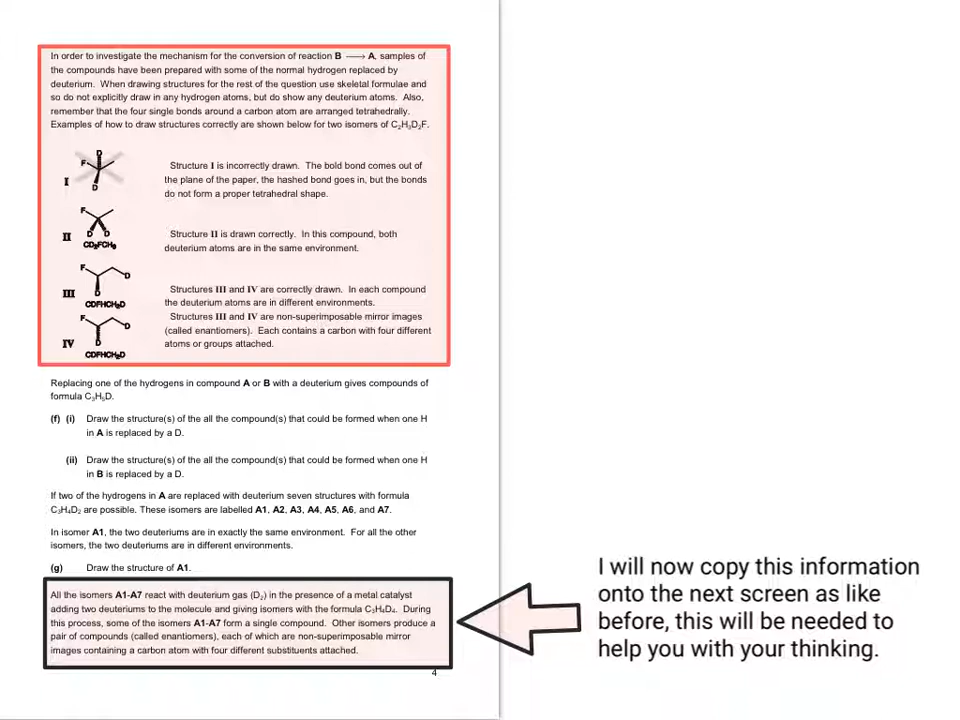 In order to investigate the mechanism for the conversion of reaction B ⟶ A, samples of
the compounds have been prepared with some of the normal hydrogen replaced by
deuterium. When drawing structures for the rest of the question use skeletal formulae and
so do not explicitly draw in any hydrogen atoms, but do show any deuterium atoms. Also,
remember that the four single bonds around a carbon atom are arranged tetrahedrally.
Examples of how to draw structures correctly are shown below for two isomers of C₂H₃D₂F.
D
F
I
D
Structure I is incorrectly drawn. The bold bond comes out of
the plane of the paper, the hashed bond goes in, but the bonds
do not form a proper tetrahedral shape.
F
II
D D
CD₂FCH₃
Structure II is drawn correctly. In this compound, both
deuterium atoms are in the same environment.
F
D
III
D
CDFHCH₂D
Structures III and IV are correctly drawn. In each compound
the deuterium atoms are in different environments.
F
D
IV
D
CDFHCH₂D
Structures III and IV are non-superimposable mirror images
(called enantiomers). Each contains a carbon with four different
atoms or groups attached.
Replacing one of the hydrogens in compound A or B with a deuterium gives compounds of
formula C₃H₅D.
(f) (i) Draw the structure(s) of the all the compound(s) that could be formed when one H
in A is replaced by a D.
(ii) Draw the structure(s) of the all the compound(s) that could be formed when one H
in B is replaced by a D.
If two of the hydrogens in A are replaced with deuterium seven structures with formula
C₃H₄D₂ are possible. These isomers are labelled A1, A2, A3, A4, A5, A6, and A7.
In isomer A1, the two deuteriums are in exactly the same environment. For all the other
isomers, the two deuteriums are in different environments.
(g) Draw the structure of A1.
All the isomers A1-A7 react with deuterium gas (D₂) in the presence of a metal catalyst
adding two deuteriums to the molecule and giving isomers with the formula C₃H₄D₄. During
this process, some of the isomers A1-A7 form a single compound. Other isomers produce a
pair of compounds (called enantiomers), each of which are non-superimposable mirror
images containing a carbon atom with four different substituents attached.
4
I will now copy this information
onto the next screen as like
before, this will be needed to
help you with your thinking.